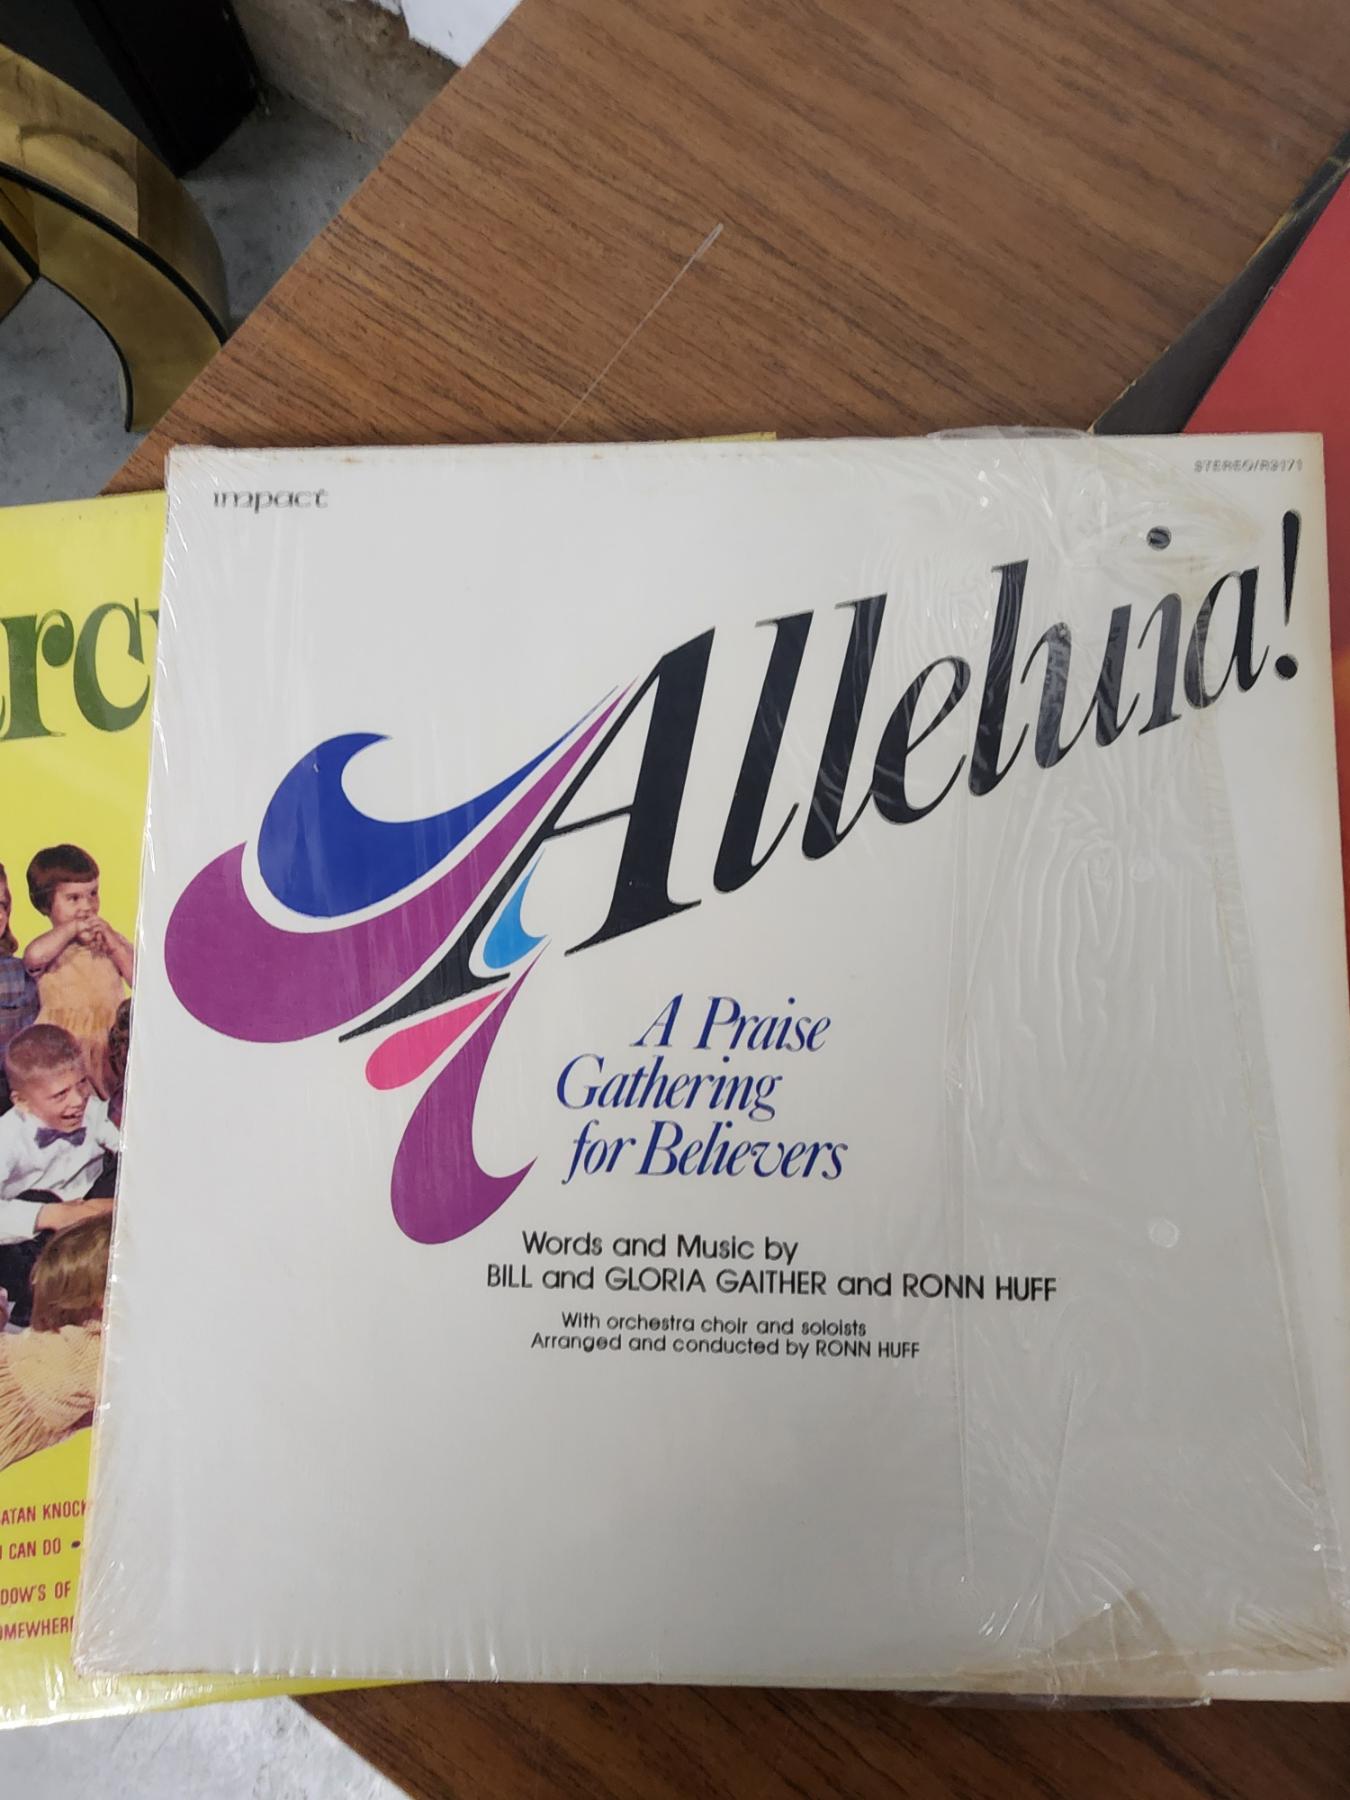 impact
STEREO/R3171
Alleluia!
A Praise
Gathering
for Believers
Words and Music by
BILL and GLORIA GAITHER and RONN HUFF
With orchestra choir and soloists
Arranged and conducted by RONN HUFF
CAN DO •
OF